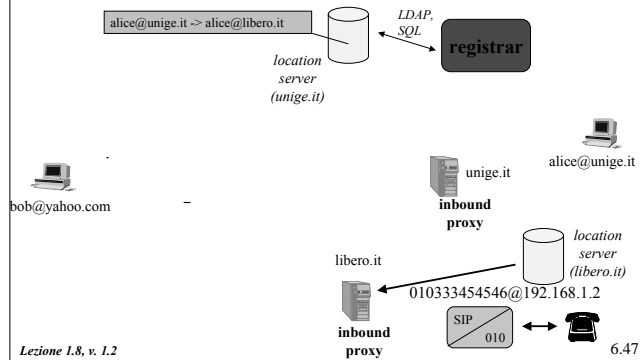 alice@unige.it -> alice@libero.it
LDAP,
SQL
registrar
location
server
(unige.it)
bob@yahoo.com
unige.it
inbound
proxy
alice@unige.it
libero.it
location
server
(libero.it)
010333454546@192.168.1.2
SIP
010
inbound
proxy
Lezione 1.8, v. 1.2
6.47